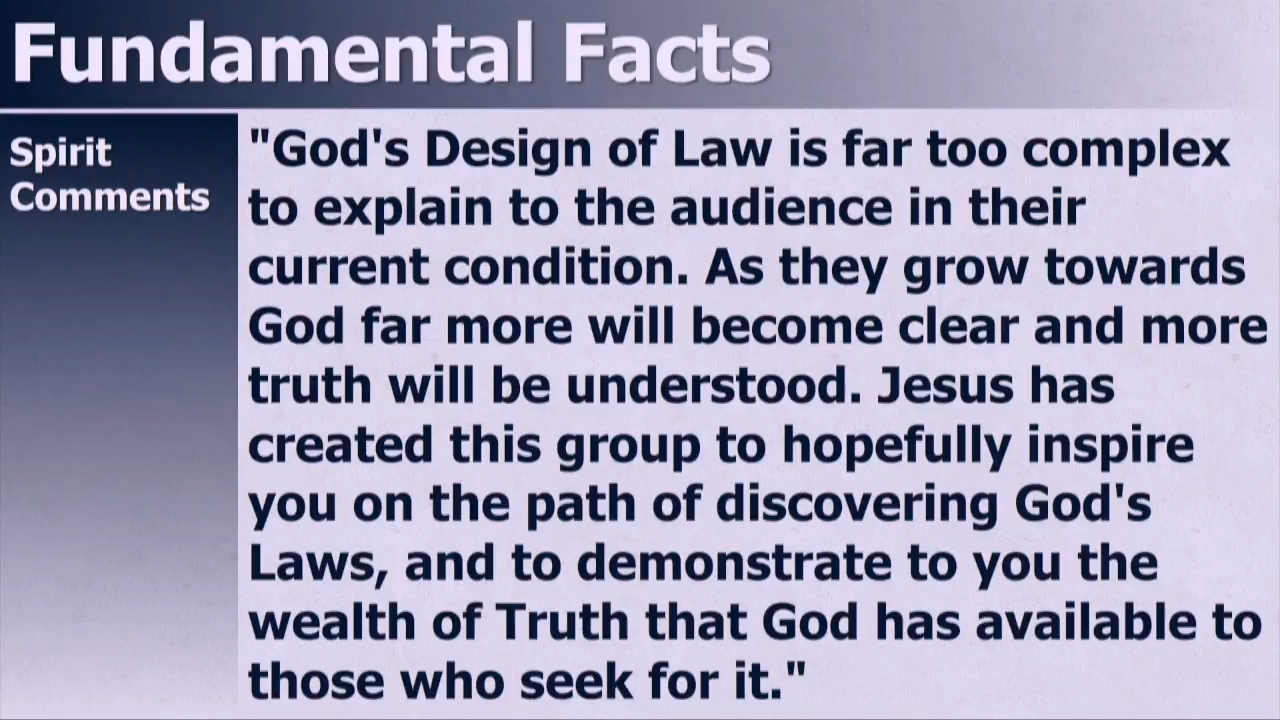 Fundamental Facts
Spirit
Comments
"God's Design of Law is far too complex
to explain to the audience in their
current condition. As they grow towards
God far more will become clear and more
truth will be understood. Jesus has
created this group to hopefully inspire
you on the path of discovering God's
Laws, and to demonstrate to you the
wealth of Truth that God has available to
those who seek for it."